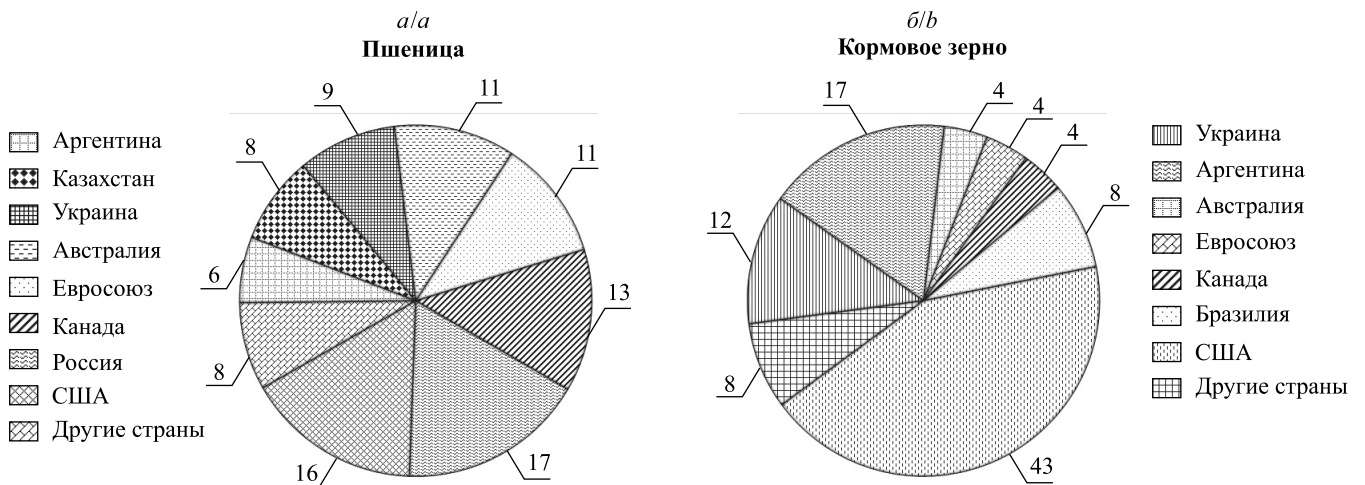 а/a
Пшеница
Аргентина
Казахстан
Украина
Австралия
Евросоюз
Канада
Россия
США
Другие страны
9
11
8
11
6
13
8
16
17
б/b
Кормовое зерно
17
4
4
4
12
8
8
43
Украина
Аргентина
Австралия
Евросоюз
Канада
Бразилия
США
Другие страны